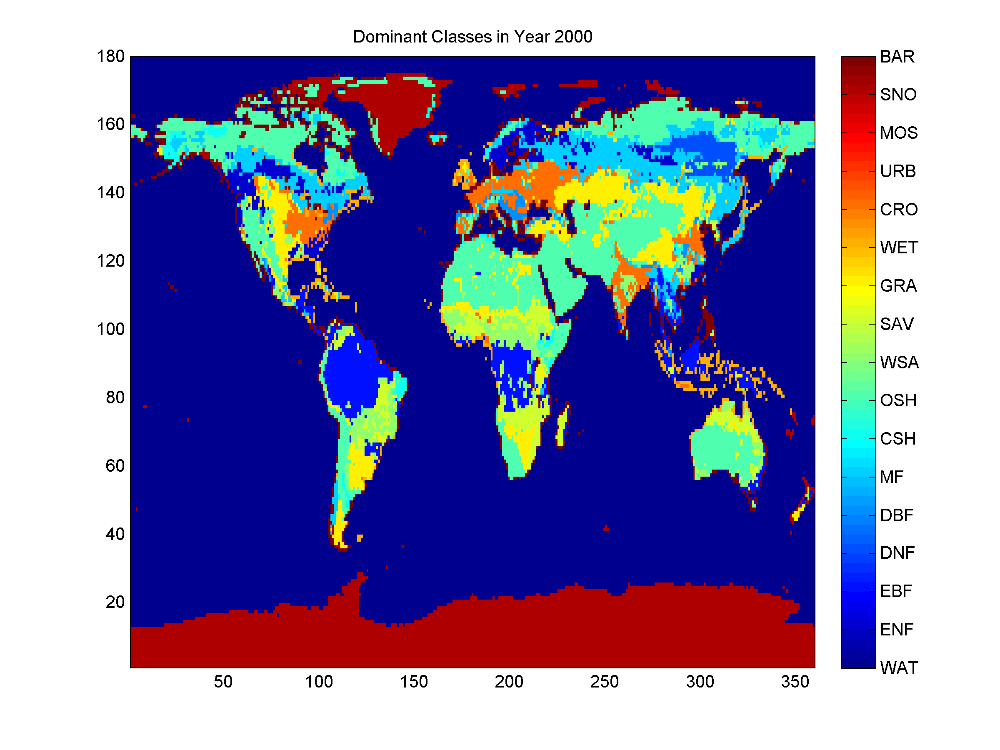 Dominant Classes in Year 2000
180
160
140
120
100
80
60
40
20
50 100 150 200 250 300 350
BAR
SNO
MOS
URB
CRO
WET
GRA
SAV
WSA
OSH
CSH
MF
DBF
DNF
EBF
ENF
WAT